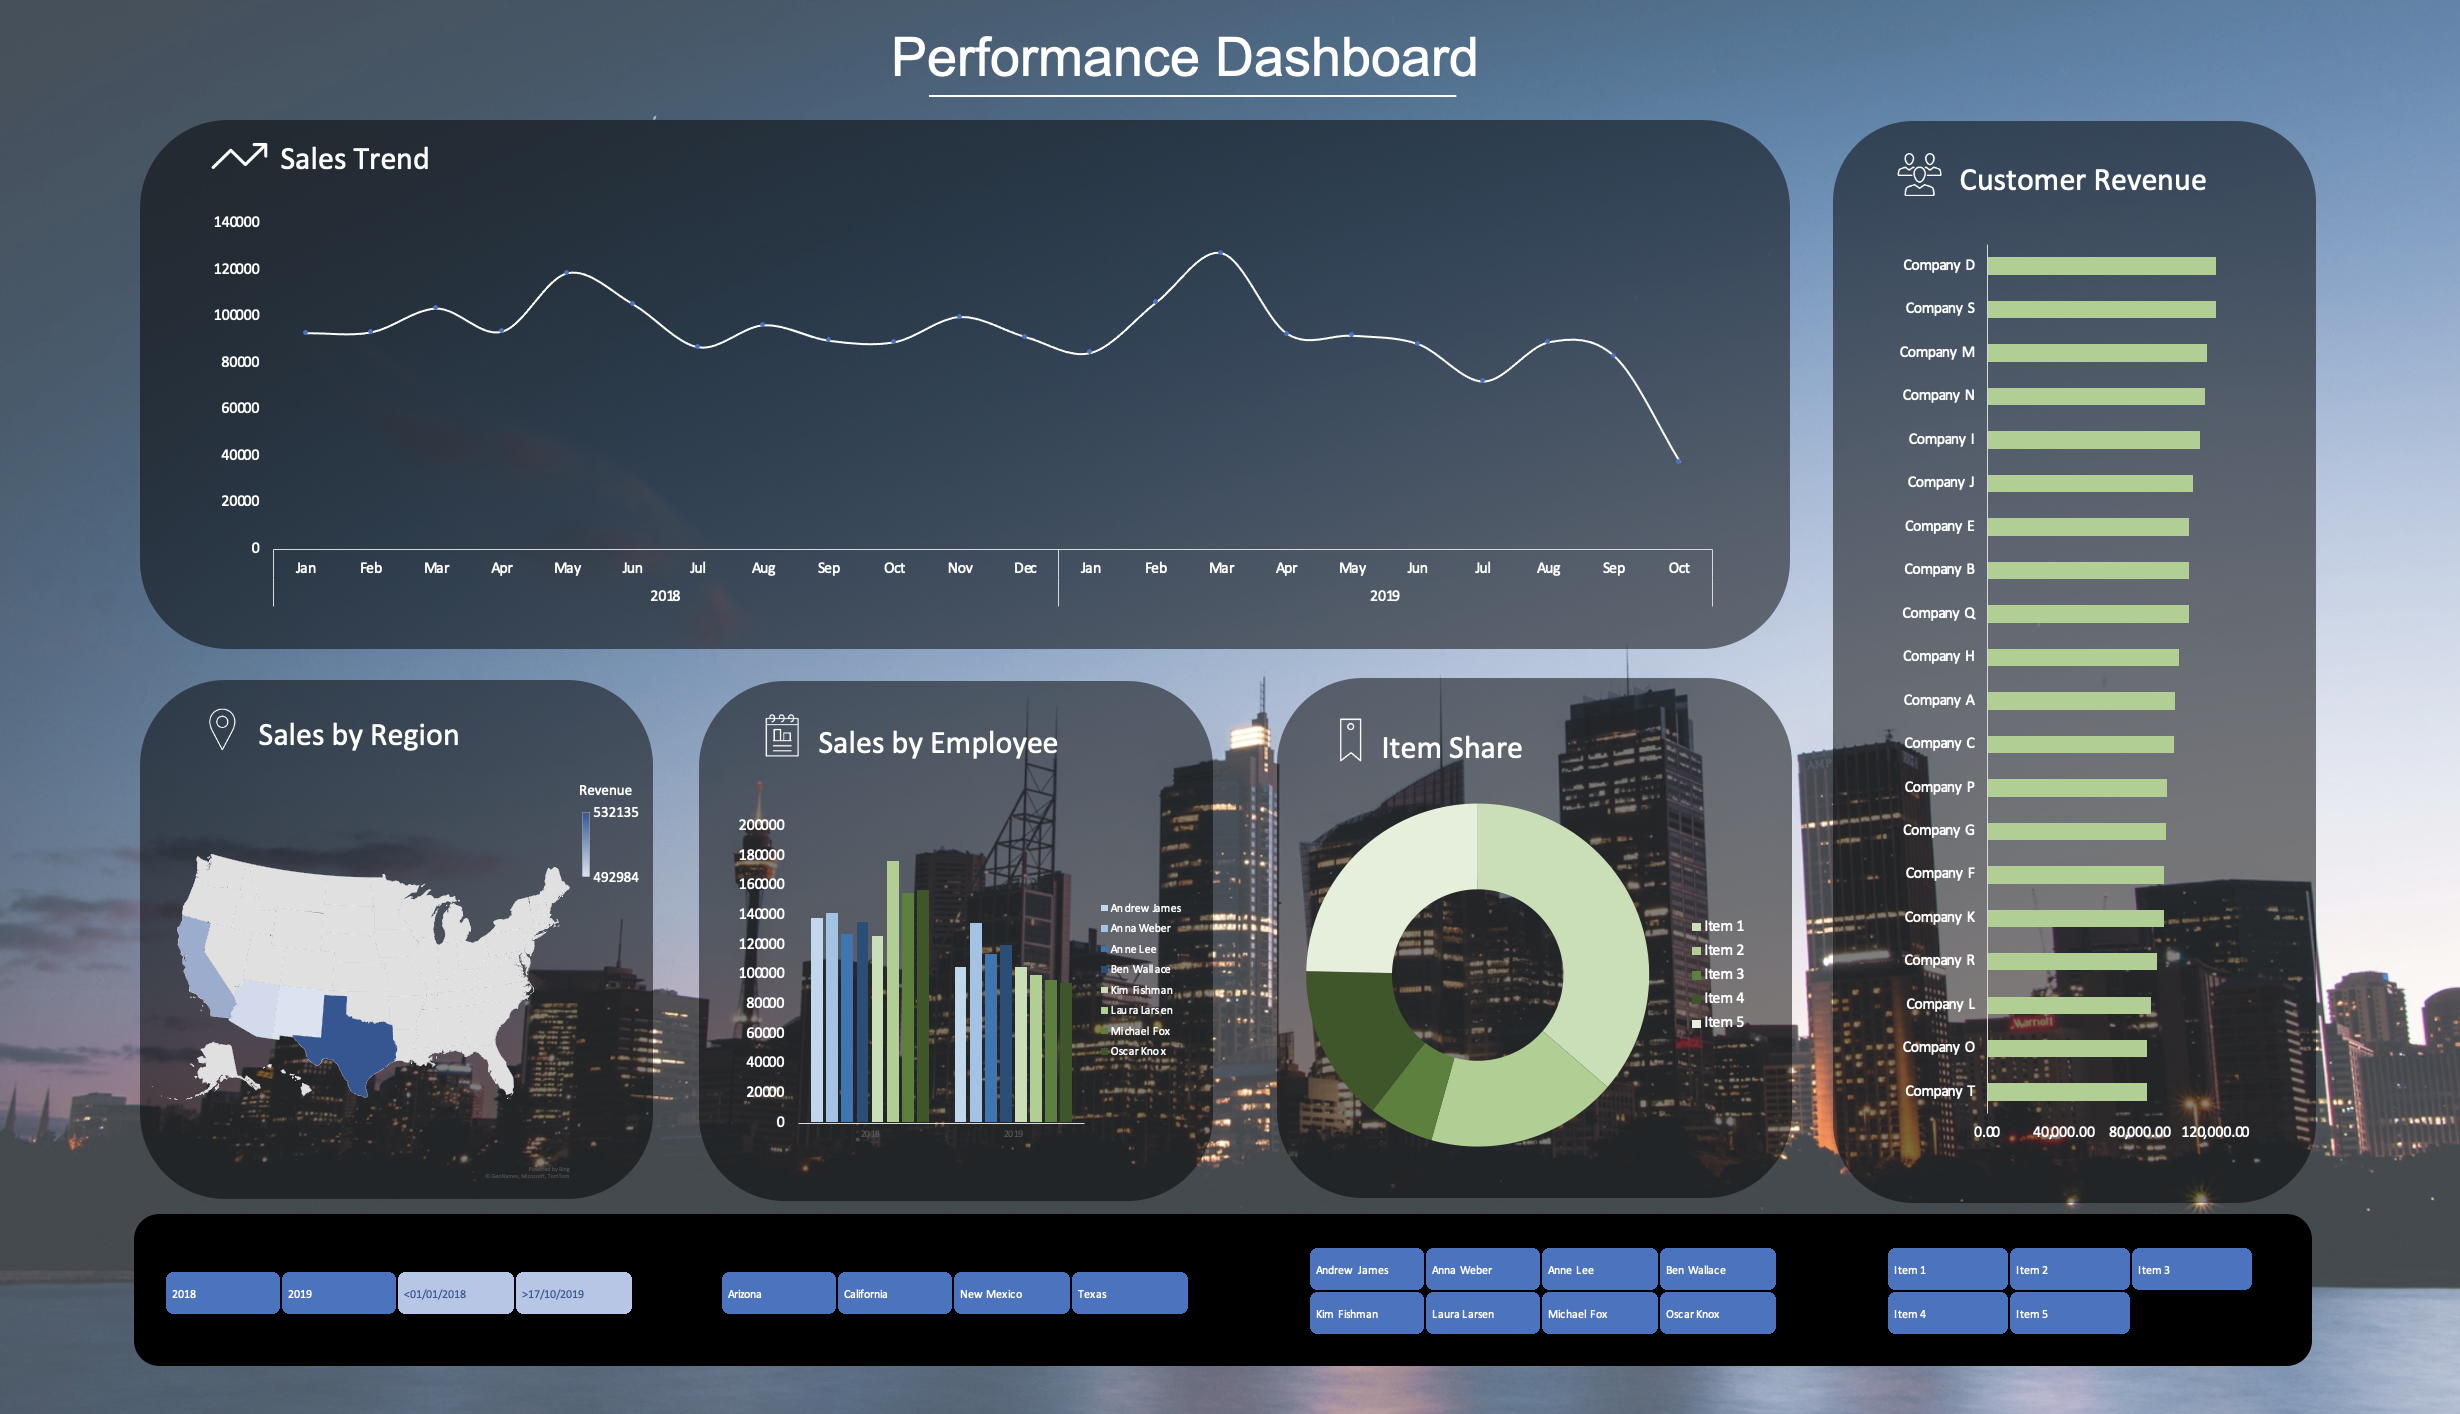 Performance Dashboard
Sales Trend
140000
120000
100000
80000
60000
40000
20000
0
Jan Feb Mar Apr May Jun Jul Aug Sep Oct Nov Dec Jan Feb Mar Apr May Jun Jul Aug Sep Oct
2018 2019
Customer Revenue
Company D
Company S
Company M
Company N
Company I
Company J
Company E
Company B
Company Q
Company H
Company A
Company C
Company P
Company G
Company F
Company K
Company R
Company L
Company O
Company T
0.00 40,000.00 80,000.00 120,000.00
Sales by Region
Revenue
532135
492984
Powered by Bing
© GeoNames, Microsoft, TomTom
Sales by Employee
200000
180000
160000
140000
120000
100000
80000
60000
40000
20000
0
2018 2019
Andrew James
Anna Weber
Anne Lee
Ben Wallace
Kim Fishman
Laura Larsen
Michael Fox
Oscar Knox
Item Share
Item 1
Item 2
Item 3
Item 4
Item 5
AMP
Marriott
2018 2019 <01/01/2018 >17/10/2019
Arizona California New Mexico Texas
Andrew James Anna Weber Anne Lee Ben Wallace
Kim Fishman Laura Larsen Michael Fox Oscar Knox
Item 1 Item 2 Item 3
Item 4 Item 5